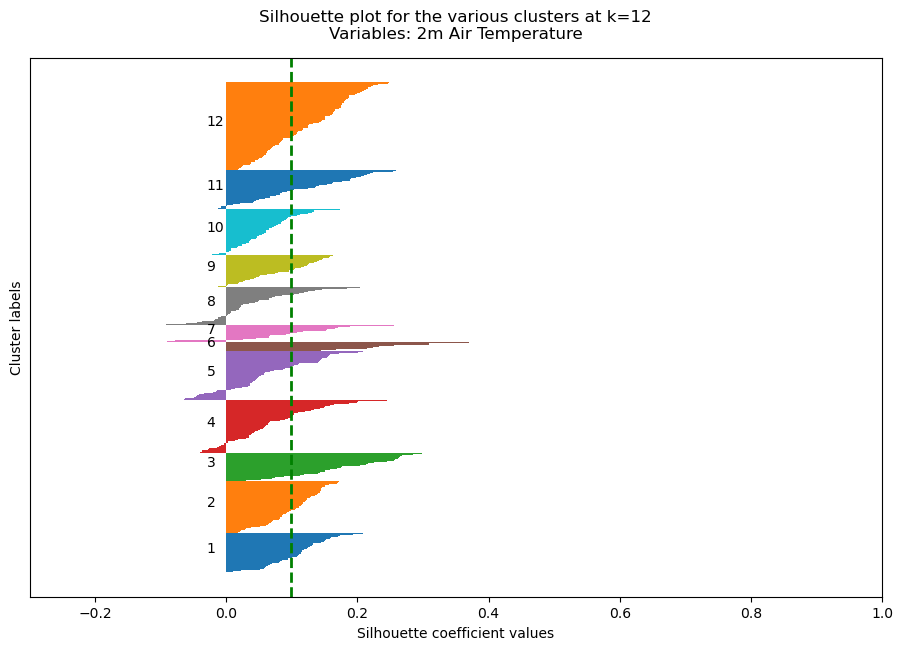 Silhouette plot for the various clusters at k=12
Variables: 2m Air Temperature
Cluster labels
12
11
10
9
8
7
6
5
4
3
2
1
−0.2 0.0 0.2 0.4 0.6 0.8 1.0
Silhouette coefficient values